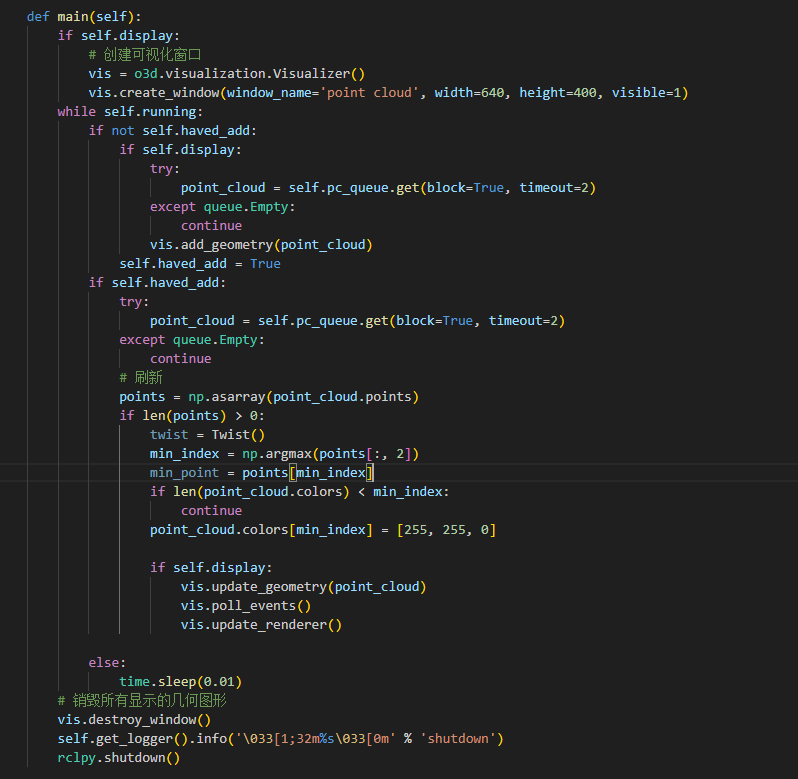 def main(self):
    if self.display:
        # 创建可视化窗口
        vis = o3d.visualization.Visualizer()
        vis.create_window(window_name='point cloud', width=640, height=400, visible=1)
    while self.running:
        if not self.haved_add:
            if self.display:
                try:
                    point_cloud = self.pc_queue.get(block=True, timeout=2)
                except queue.Empty:
                    continue
                vis.add_geometry(point_cloud)
            self.haved_add = True
        if self.haved_add:
            try:
                point_cloud = self.pc_queue.get(block=True, timeout=2)
            except queue.Empty:
                continue
            # 刷新
            points = np.asarray(point_cloud.points)
            if len(points) > 0:
                twist = Twist()
                min_index = np.argmax(points[:, 2])
                min_point = points[min_index]
                if len(point_cloud.colors) < min_index:
                    continue
                point_cloud.colors[min_index] = [255, 255, 0]
                if self.display:
                    vis.update_geometry(point_cloud)
                    vis.poll_events()
                    vis.update_renderer()
        else:
            time.sleep(0.01)
    # 销毁所有显示的几何图形
    vis.destroy_window()
    self.get_logger().info('\033[1;32m%s\033[0m' % 'shutdown')
    rclpy.shutdown()